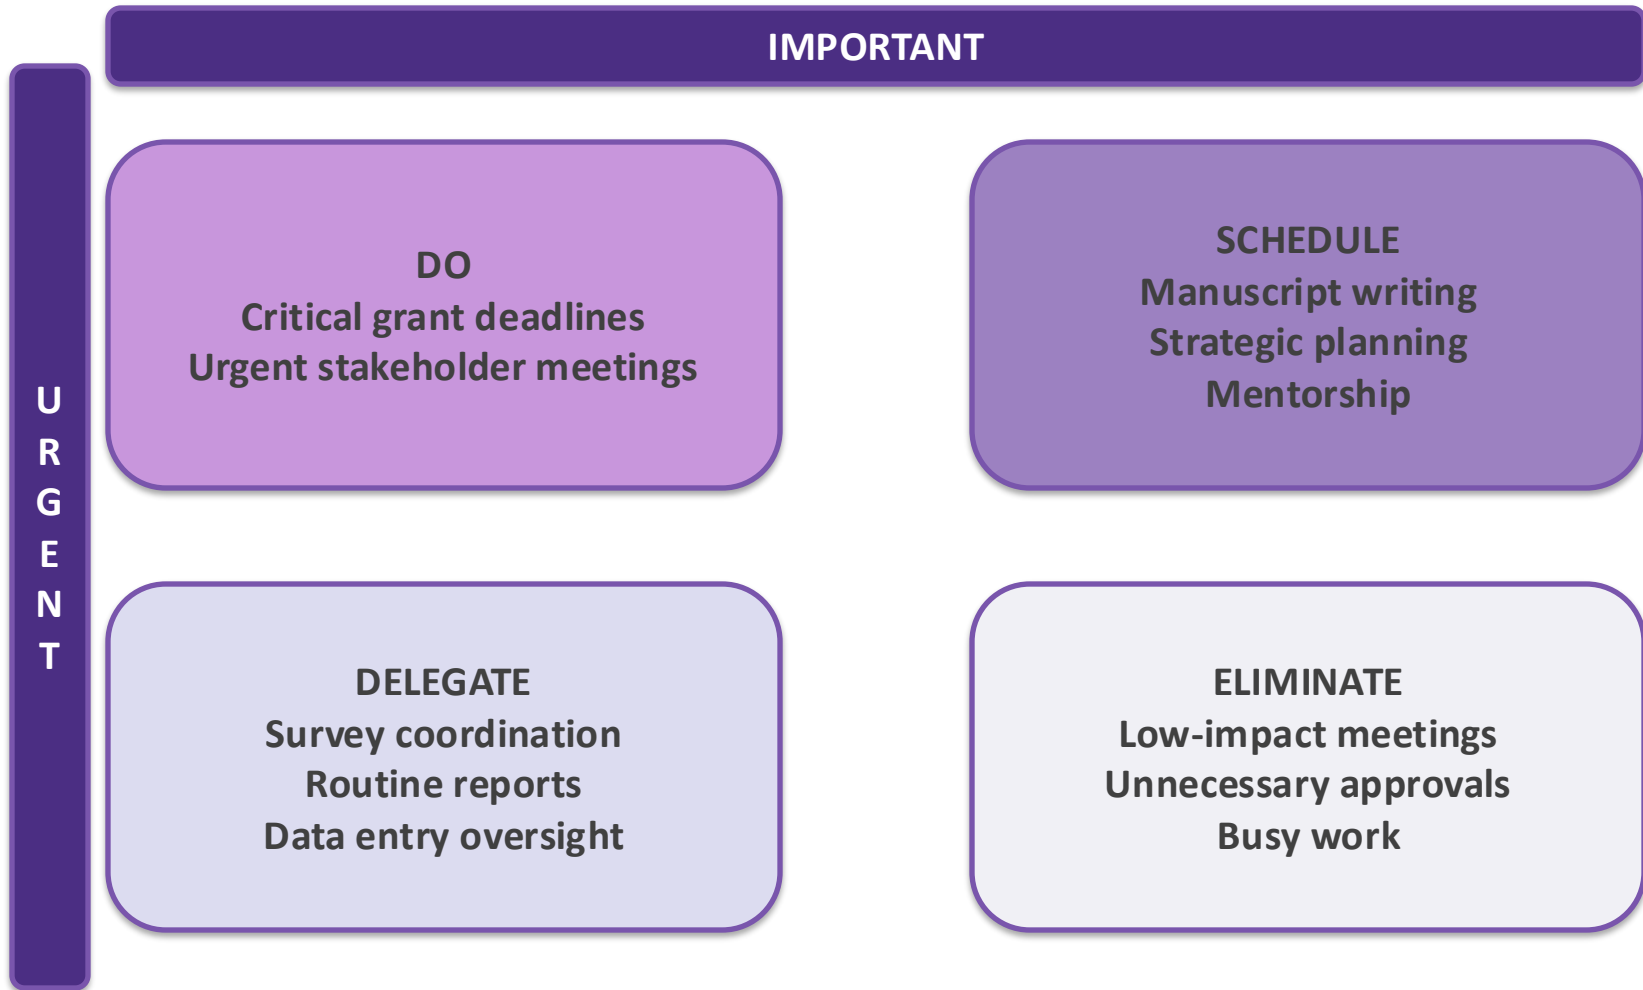 IMPORTANT
URGENT
DO
Critical grant deadlines
Urgent stakeholder meetings
SCHEDULE
Manuscript writing
Strategic planning
Mentorship
DELEGATE
Survey coordination
Routine reports
Data entry oversight
ELIMINATE
Low-impact meetings
Unnecessary approvals
Busy work